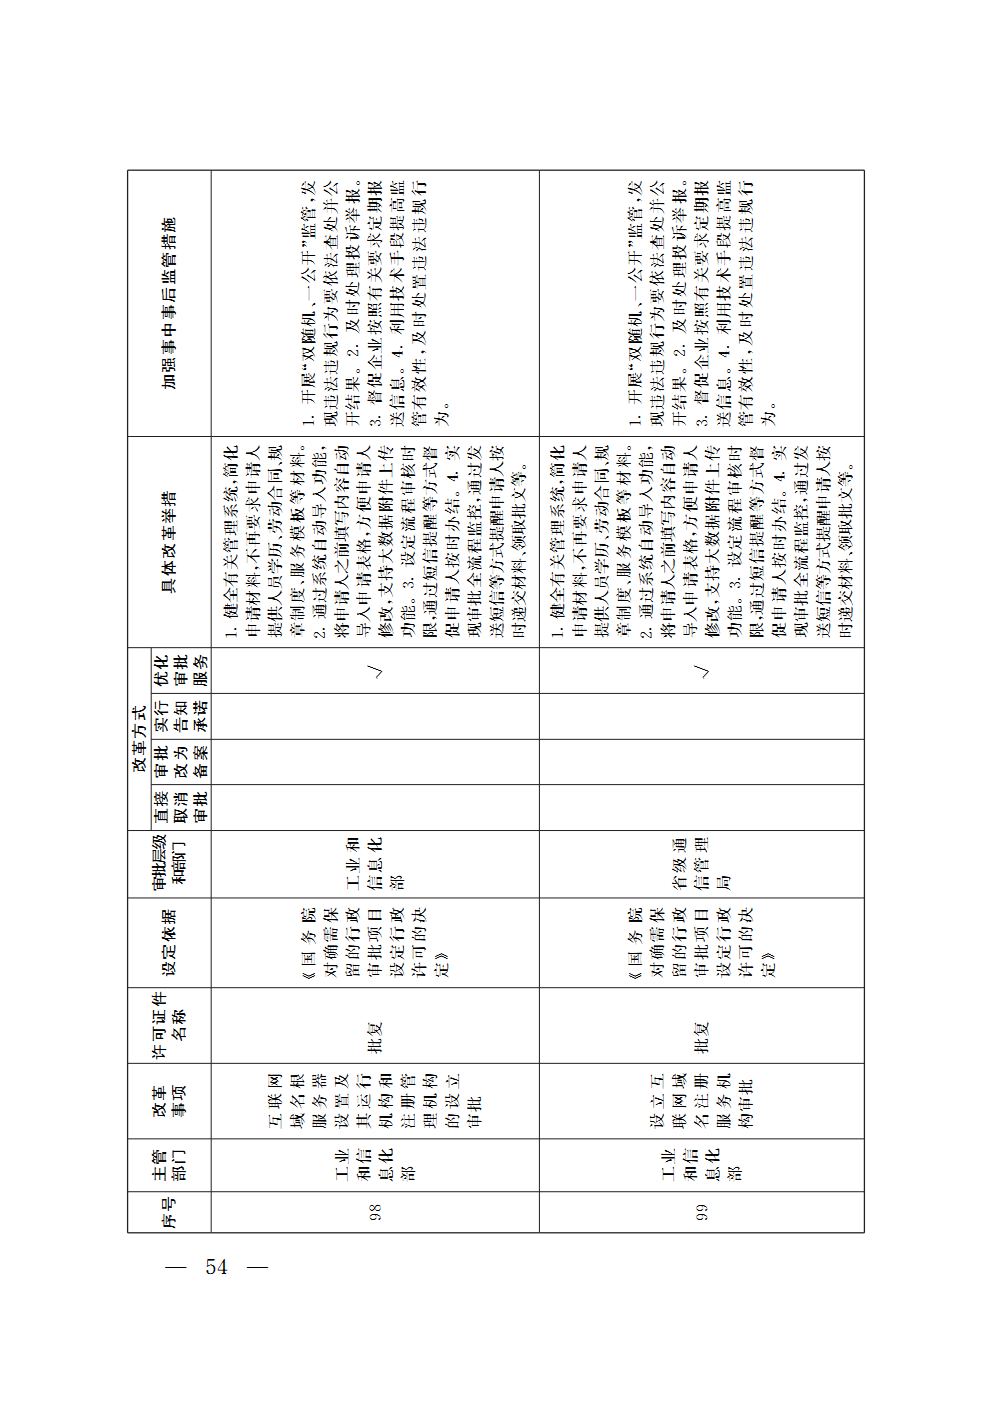 序号
主管
部门
改革
事项
许可证件
名称
设定依据
审批层级
和部门
改革方式
直接
取消
审批
审批
改为
备案
实行
告知
承诺
优化
审批
服务
具体改革举措
加强事中事后监管措施
98
工业
和信
息化
部
互联网
域名根
服务器
设置及
其运行
机构和
注册管
理机构
的设立
审批
批复
《国务院
对确需保
留的行政
审批项目
设定行政
许可的决
定》
工业和
信息化
部
√
1. 健全有关管理系统,简化
申请材料,不再要求申请人
提供人员学历、劳动合同、规
章制度、服务模板等材料。
2. 通过系统自动导入功能,
将申请人之前填写内容自动
导入申请表格,方便申请人
修改,支持大数据附件上传
功能。3. 设定流程审核时
限,通过短信提醒等方式督
促申请人按时办结。4. 实
现审批全流程监控,通过发
送短信等方式提醒申请人按
时递交材料、领取批文等。
1. 开展“双随机、一公开”监管,发
现违法违规行为要依法查处并公
开结果。2. 及时处理投诉举报。
3. 督促企业按照有关要求定期报
送信息。4. 利用技术手段提高监
管有效性,及时处置违法违规行
为。
99
工业
和信
息化
部
设立互
联网域
名注册
服务机
构审批
批复
《国务院
对确需保
留的行政
审批项目
设定行政
许可的决
定》
省级通
信管理
局
√
1. 健全有关管理系统,简化
申请材料,不再要求申请人
提供人员学历、劳动合同、规
章制度、服务模板等材料。
2. 通过系统自动导入功能,
将申请人之前填写内容自动
导入申请表格,方便申请人
修改,支持大数据附件上传
功能。3. 设定流程审核时
限,通过短信提醒等方式督
促申请人按时办结。4. 实
现审批全流程监控,通过发
送短信等方式提醒申请人按
时递交材料、领取批文等。
1. 开展“双随机、一公开”监管,发
现违法违规行为要依法查处并公
开结果。2. 及时处理投诉举报。
3. 督促企业按照有关要求定期报
送信息。4. 利用技术手段提高监
管有效性,及时处置违法违规行
为。
— 54 —